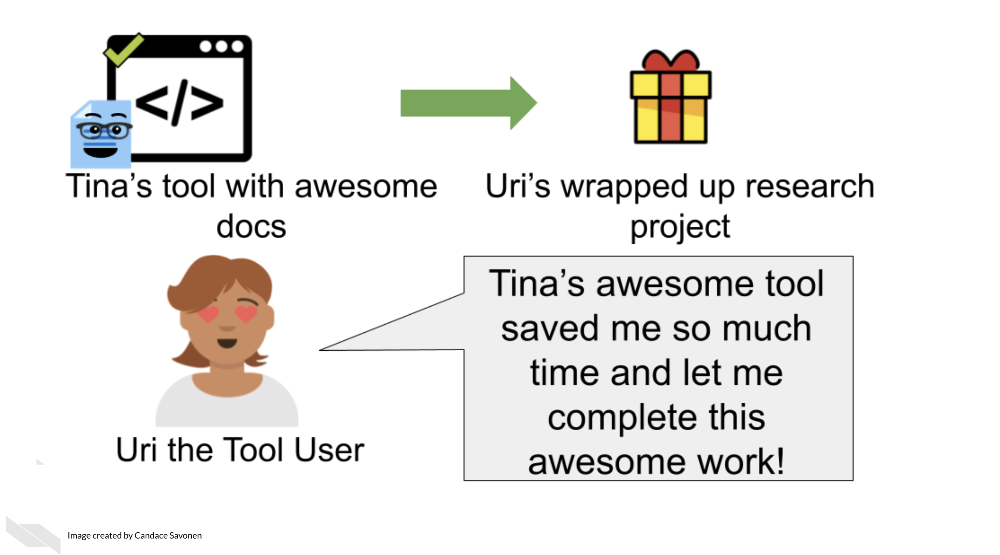 </>
Tina’s tool with awesome
docs
Uri’s wrapped up research
project
Tina’s awesome tool
saved me so much
time and let me
complete this
awesome work!
Uri the Tool User
Image created by Candace Savonen